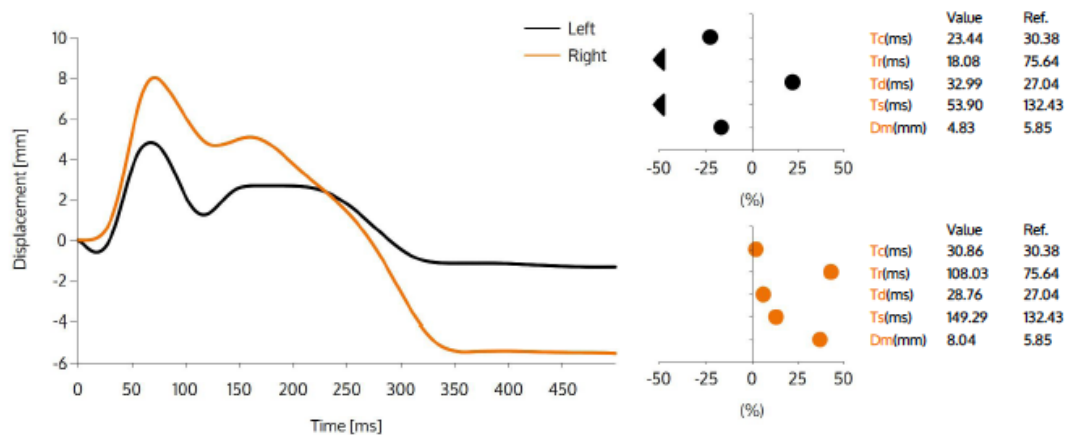 Displacement [mm]
10
8
6
4
2
0
-2
-4
-6
0 50 100 150 200 250 300 350 400 450
Time [ms]
Left
Right
-50 -25 0 25 50
(%)
Value Ref.
Tc(ms) 23.44 30.38
Tr(ms) 18.08 75.64
Td(ms) 32.99 27.04
Ts(ms) 53.90 132.43
Dm(mm) 4.83 5.85
-50 -25 0 25 50
(%)
Value Ref.
Tc(ms) 30.86 30.38
Tr(ms) 108.03 75.64
Td(ms) 28.76 27.04
Ts(ms) 149.29 132.43
Dm(mm) 8.04 5.85